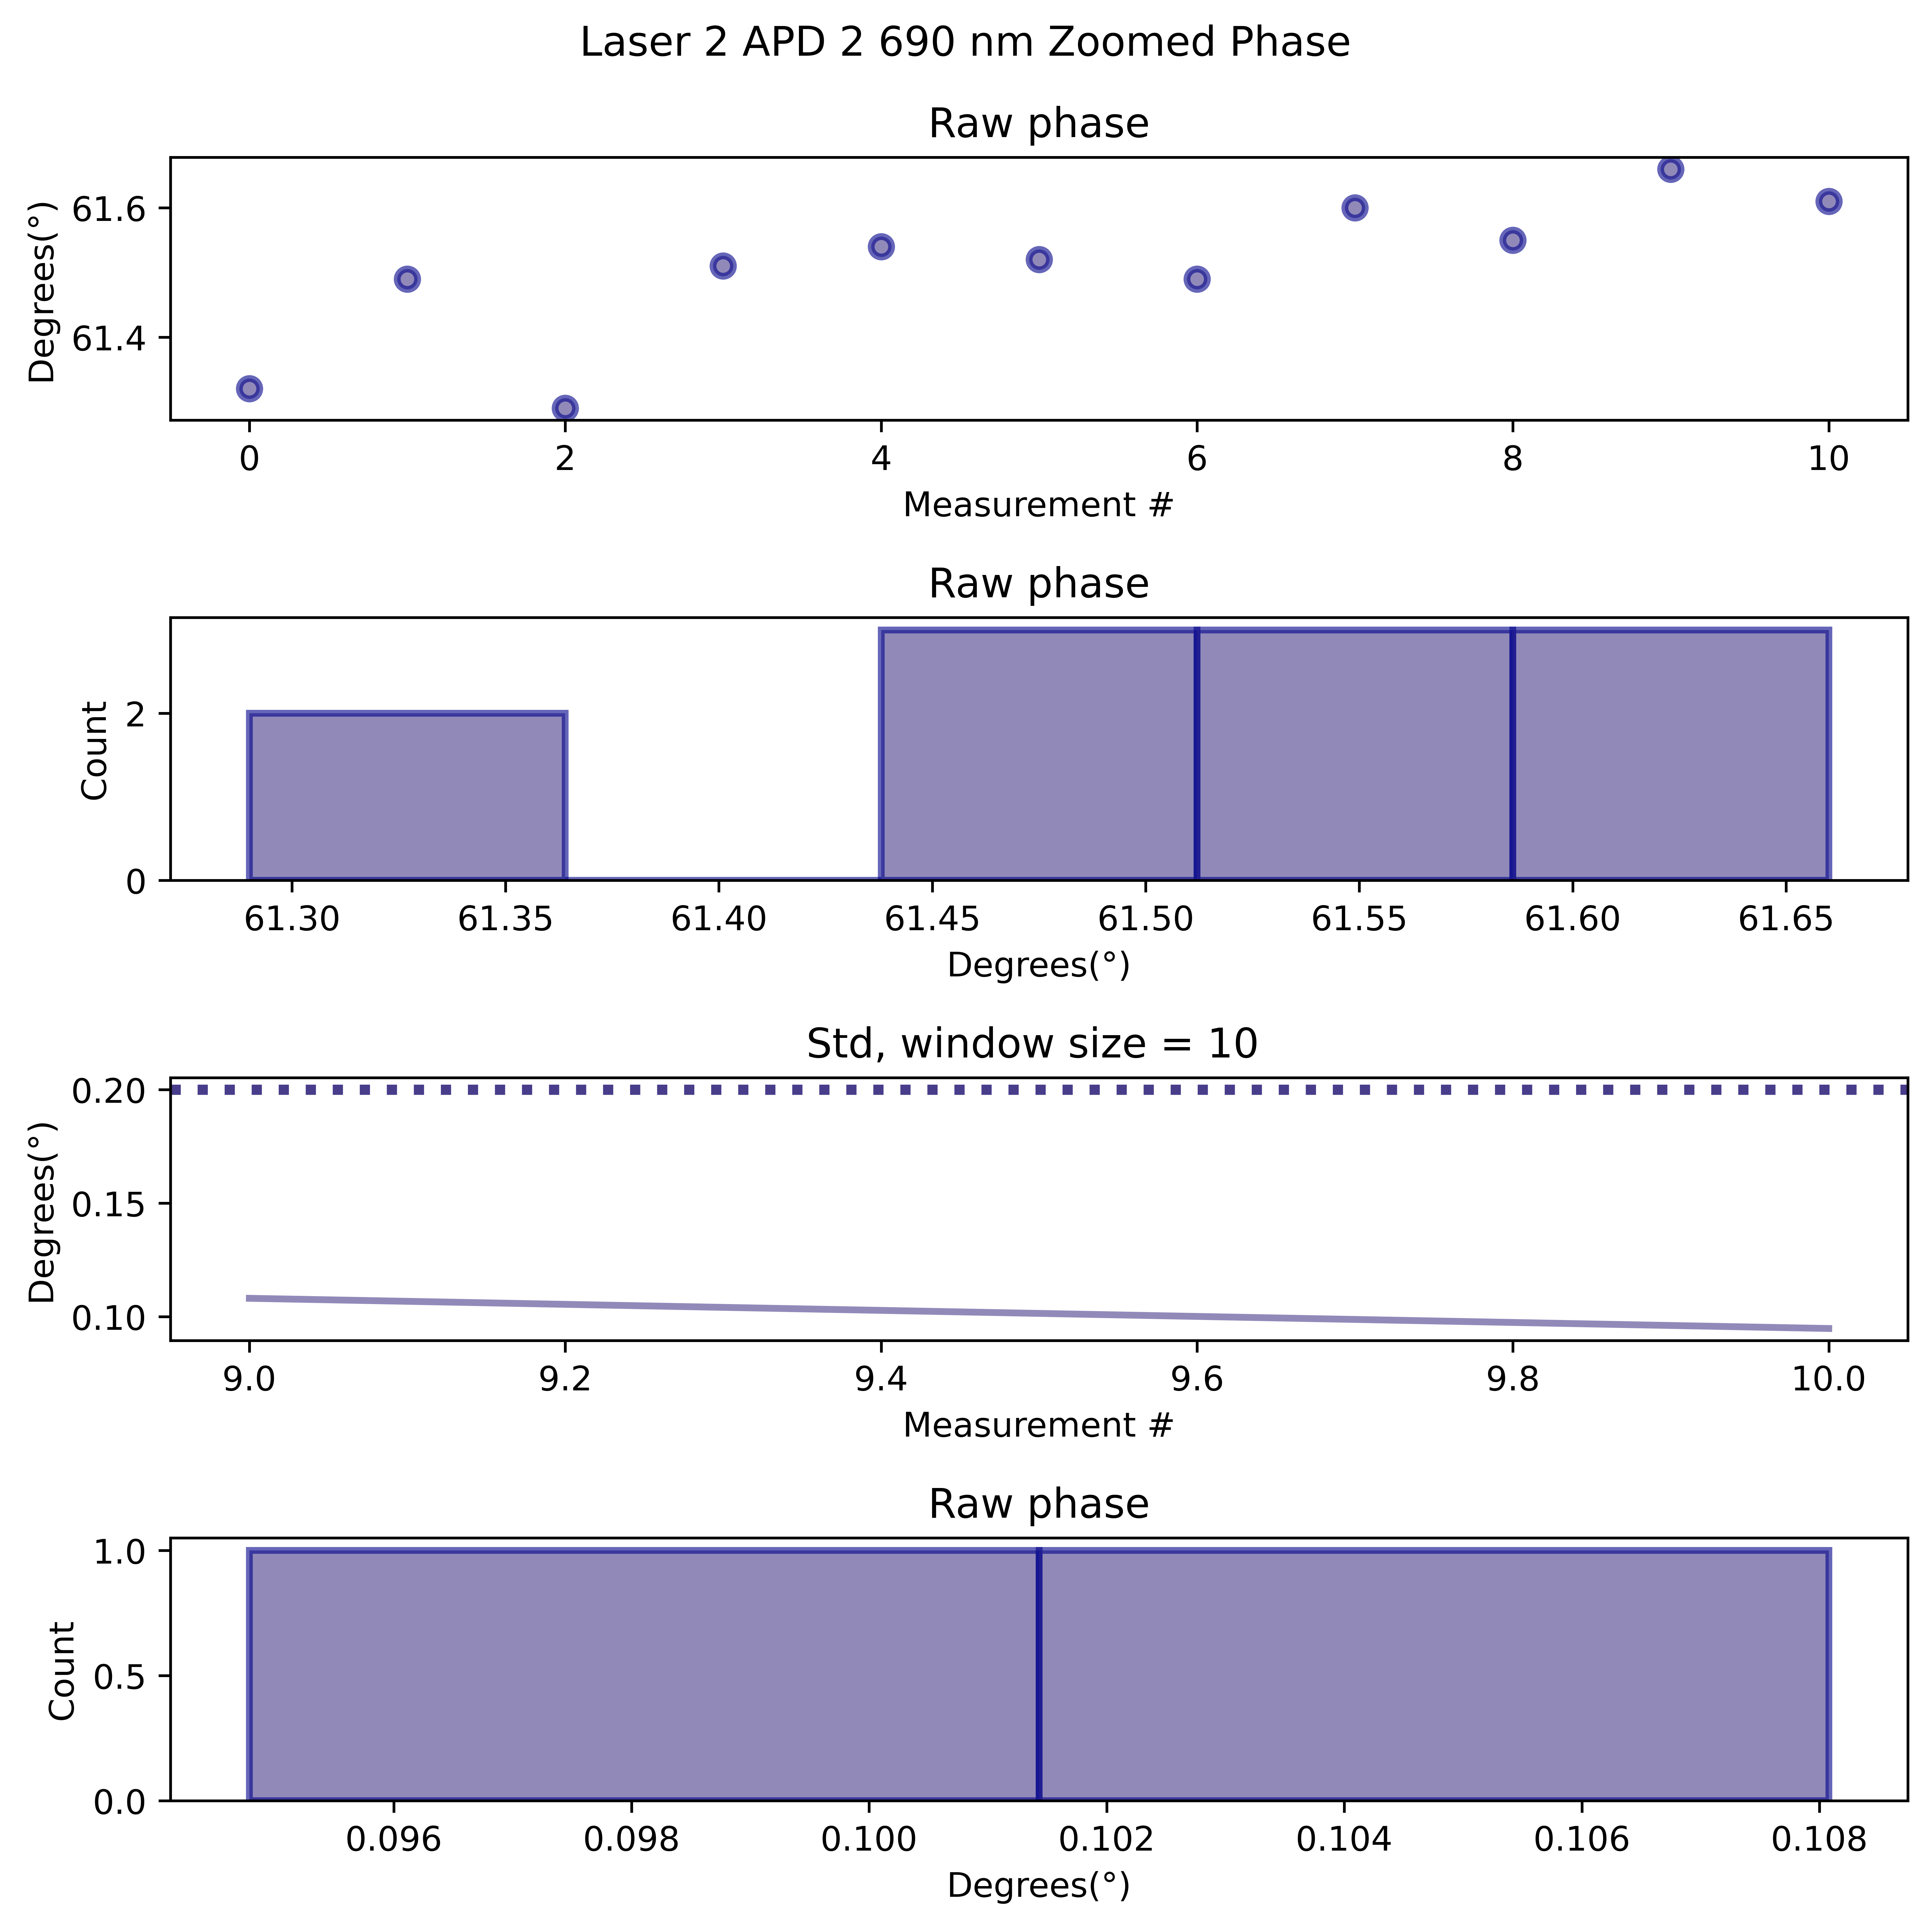 Laser 2 APD 2 690 nm Zoomed Phase
Raw phase
Degrees(°)
61.6
61.4
0 2 4 6 8 10
Measurement #
Raw phase
Count
2
0
61.30 61.35 61.40 61.45 61.50 61.55 61.60 61.65
Degrees(°)
Std, window size = 10
Degrees(°)
0.20
0.15
0.10
9.0 9.2 9.4 9.6 9.8 10.0
Measurement #
Raw phase
Count
1.0
0.5
0.0
0.096 0.098 0.100 0.102 0.104 0.106 0.108
Degrees(°)